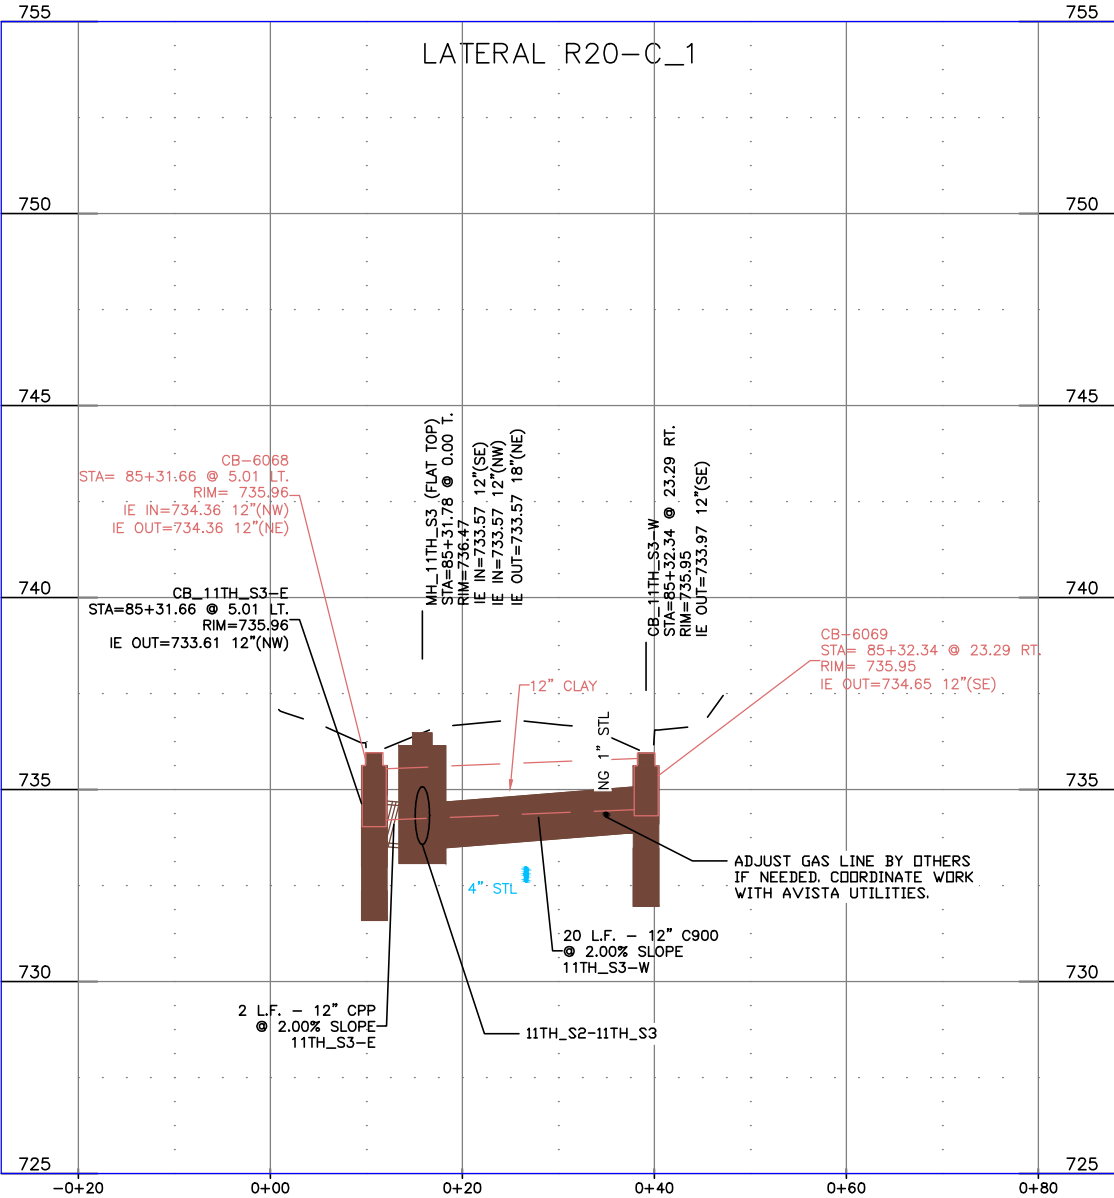 755
755
LATERAL R20-C_1
750
750
745
745
CB-6068
STA= 85+31.66 @ 5.01 LT.
RIM= 735.96
IE IN=734.36 12"(NW)
IE OUT=734.36 12"(NE)
MH_11TH_S3 (FLAT TOP)
STA=85+31.78 @ 0.00 T.
RIM=736.47
IE IN=733.57 12"(SE)
IE IN=733.57 12"(NW)
IE OUT=733.57 18"(NE)
CB_11TH_S3-W
STA=85+32.34 @ 23.29 RT.
RIM=735.95
IE OUT=733.97 12"(SE)
740
740
CB_11TH_S3-E
STA=85+31.66 @ 5.01 LT.
RIM=735.96
IE OUT=733.61 12"(NW)
CB-6069
STA= 85+32.34 @ 23.29 RT.
RIM= 735.95
IE OUT=734.65 12"(SE)
12" CLAY
NG 1" STL
735
735
ADJUST GAS LINE BY OTHERS
IF NEEDED. COORDINATE WORK
WITH AVISTA UTILITIES.
4" STL
20 L.F. - 12" C900
@ 2.00% SLOPE
11TH_S3-W
730
730
2 L.F. - 12" CPP
@ 2.00% SLOPE
11TH_S3-E
11TH_S2-11TH_S3
725
725
-0+20
0+00
0+20
0+40
0+60
0+80